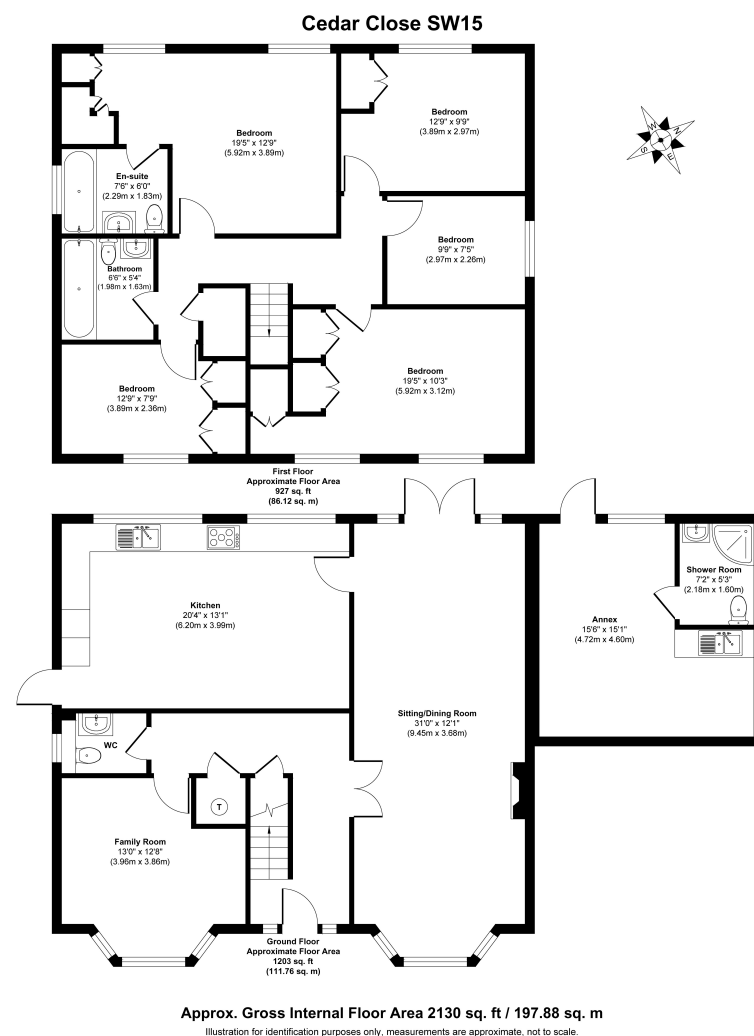 Cedar Close SW15
Bedroom
19'5" x 12'9"
(5.92m x 3.89m)
Bedroom
12'9" x 9'9"
(3.89m x 2.97m)
W
N
S
E
En-suite
7'6" x 6'0"
(2.29m x 1.83m)
Bedroom
9'9" x 7'5"
(2.97m x 2.26m)
Bathroom
6'6" x 5'4"
(1.98m x 1.63m)
Bedroom
12'9" x 7'9"
(3.89m x 2.36m)
Bedroom
19'5" x 10'3"
(5.92m x 3.12m)
First Floor
Approximate Floor Area
927 sq. ft
(86.12 sq. m)
Kitchen
20'4" x 13'1"
(6.20m x 3.99m)
Shower Room
7'2" x 5'3"
(2.18m x 1.60m)
Annex
15'6" x 15'1"
(4.72m x 4.60m)
Sitting/Dining Room
31'0" x 12'1"
(9.45m x 3.68m)
WC
T
Family Room
13'0" x 12'8"
(3.96m x 3.86m)
Ground Floor
Approximate Floor Area
1203 sq. ft
(111.76 sq. m)
Approx. Gross Internal Floor Area 2130 sq. ft / 197.88 sq. m
Illustration for identification purposes only, measurements are approximate, not to scale.